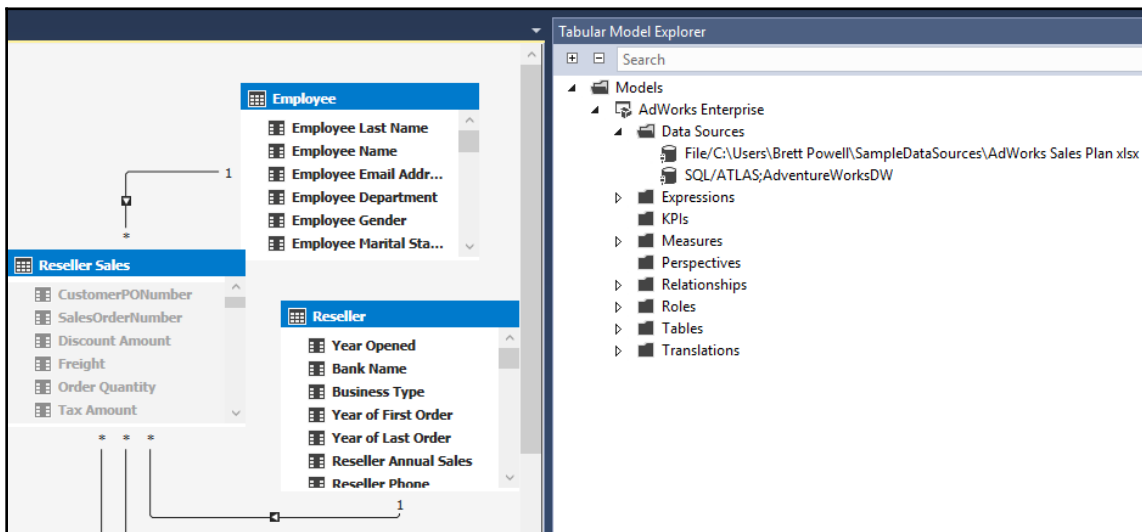 Employee
Employee Last Name
Employee Name
Employee Email Addr...
Employee Department
Employee Gender
Employee Marital Sta...
1
*
Reseller Sales
CustomerPONumber
SalesOrderNumber
Discount Amount
Freight
Order Quantity
Tax Amount
* * *
Reseller
Year Opened
Bank Name
Business Type
Year of First Order
Year of Last Order
Reseller Annual Sales
Reseller Phone
1
Tabular Model Explorer
Search
Models
AdWorks Enterprise
Data Sources
File/C:\Users\Brett Powell\SampleDataSources\AdWorks Sales Plan xlsx
SQL/ATLAS;AdventureWorksDW
Expressions
KPIs
Measures
Perspectives
Relationships
Roles
Tables
Translations